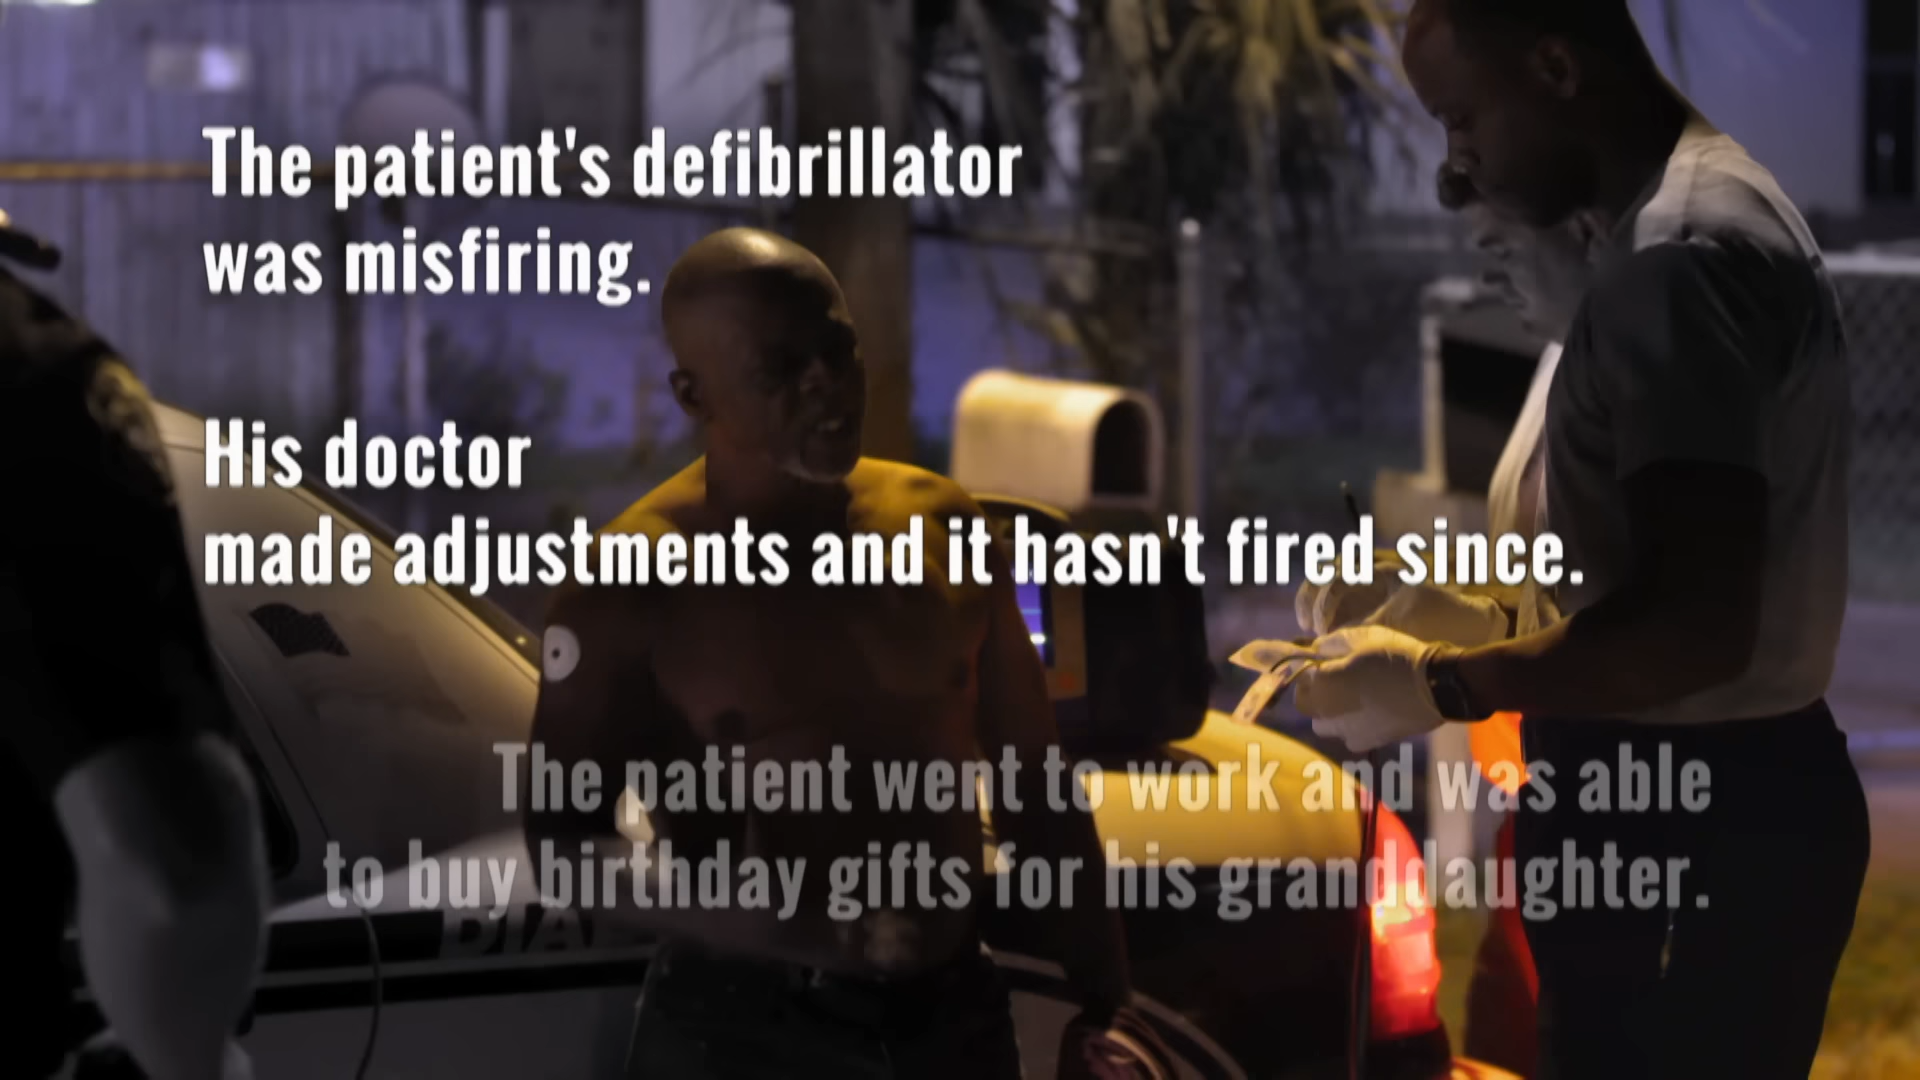 The patient's defibrillator
was misfiring.
His doctor
made adjustments and it hasn't fired since.
The patient went to work and was able
to buy birthday gifts for his granddaughter.